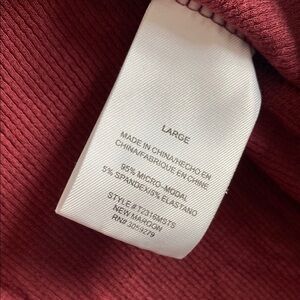 LARGE
MADE IN CHINA/HECHO EN
CHINA/FABRIQUE EN CHINE
95% MICRO-MODAL
5% SPANDEX/5% ELASTANO
STYLE # T2316MSTS
NEW MAROON
RN# 3054279